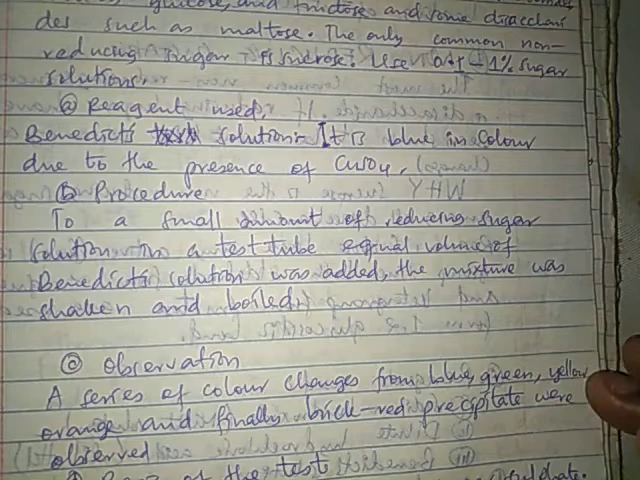 glucose, and fructose and some disacchari
des such as maltose. The only common non-
reducing sugar is sucrose. Use 0.1 - 1% sugar
solutions.
ⓐ Reagent used:
Benedict's solution:- It is blue in colour
due to the presence of CuSO4.
ⓑ Procedure
To a small amount of reducing sugar
solution in a test tube equal volume of
Benedict's solution was added, the mixture was
shaken and boiled
ⓒ Observation
A series of colour changes from blue, green, yellow
orange and finally brick-red precipitate were
observed
of the test